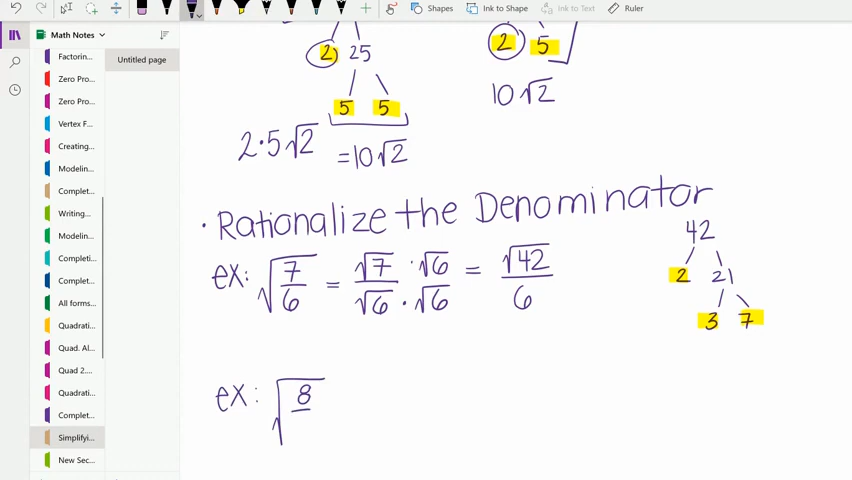 Shapes Ink to Shape Ink to Text Ruler
Math Notes
Untitled page
Factorin...
Zero Pro...
Zero Pro...
Vertex F...
Creating...
Modelin...
Complet...
Writing...
Modelin...
Completi...
Complet...
All forms...
Quadrati...
Quad. Al...
Quad 2....
Quadrati...
Complet...
Simplifyi...
New Sec...
2 25
5 5
2·5√2 =10√2
2 5
10√2
· Rationalize the Denominator
ex: √(7/6) = √7/√6 · √6/√6 = √42/6
42
2 21
3 7
ex: √8